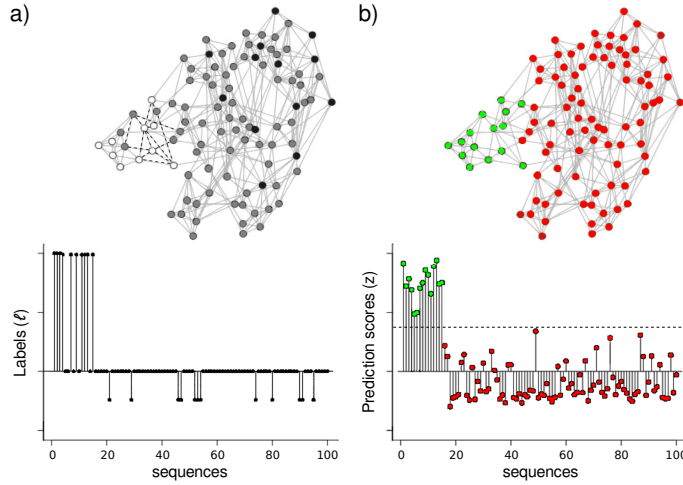 a)
Labels (ℓ)
0 20 40 60 80 100
sequences
b)
Prediction scores (z)
0 20 40 60 80 100
sequences